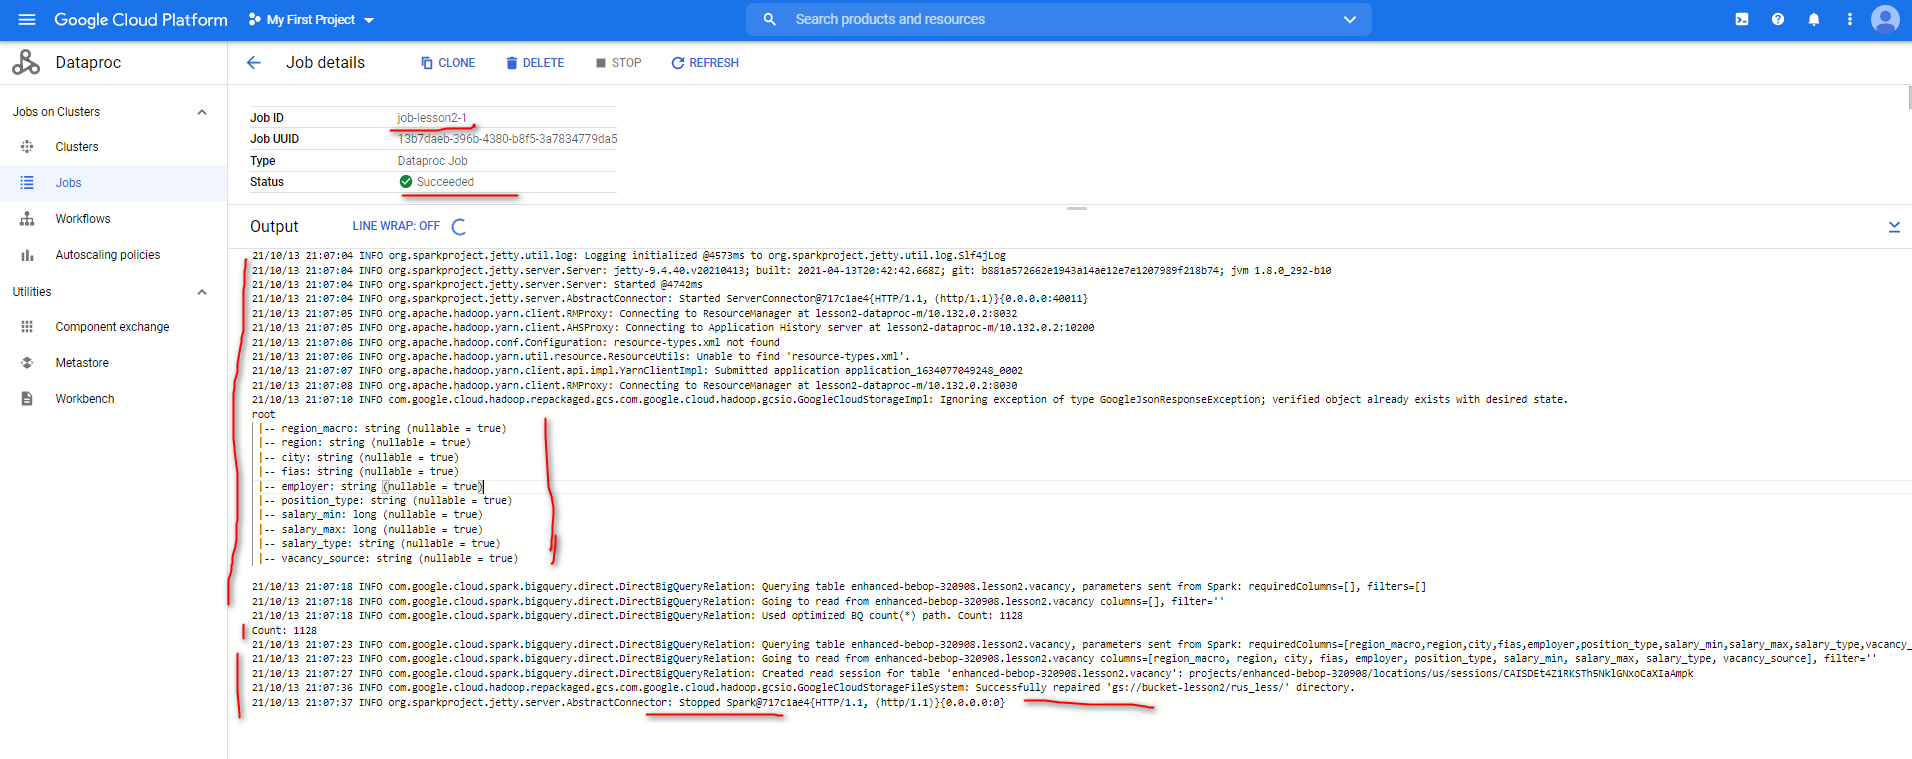 Google Cloud Platform
My First Project
Search products and resources
Dataproc
Job details
CLONE
DELETE
STOP
REFRESH
Jobs on Clusters
Clusters
Jobs
Workflows
Autoscaling policies
Utilities
Component exchange
Metastore
Workbench
Job ID job-lesson2-1
Job UUID 13b7daeb-396b-4380-b8f5-3a7834779da5
Type Dataproc Job
Status Succeeded
Output
LINE WRAP: OFF
21/10/13 21:07:04 INFO org.sparkproject.jetty.util.log: Logging initialized @4573ms to org.sparkproject.jetty.util.log.Slf4jLog
21/10/13 21:07:04 INFO org.sparkproject.jetty.server.Server: jetty-9.4.40.v20210413; built: 2021-04-13T20:42:42.668Z; git: b881a572662e1943a14ae12e7e1207989f218b74; jvm 1.8.0_292-b10
21/10/13 21:07:04 INFO org.sparkproject.jetty.server.Server: Started @4742ms
21/10/13 21:07:04 INFO org.sparkproject.jetty.server.AbstractConnector: Started ServerConnector@717c1ae4{HTTP/1.1, (http/1.1)}{0.0.0.0:40011}
21/10/13 21:07:05 INFO org.apache.hadoop.yarn.client.RMProxy: Connecting to ResourceManager at lesson2-dataproc-m/10.132.0.2:8032
21/10/13 21:07:05 INFO org.apache.hadoop.yarn.client.AHSProxy: Connecting to Application History server at lesson2-dataproc-m/10.132.0.2:10200
21/10/13 21:07:06 INFO org.apache.hadoop.conf.Configuration: resource-types.xml not found
21/10/13 21:07:06 INFO org.apache.hadoop.yarn.util.resource.ResourceUtils: Unable to find 'resource-types.xml'.
21/10/13 21:07:07 INFO org.apache.hadoop.yarn.client.api.impl.YarnClientImpl: Submitted application application_1634077049248_0002
21/10/13 21:07:08 INFO org.apache.hadoop.yarn.client.RMProxy: Connecting to ResourceManager at lesson2-dataproc-m/10.132.0.2:8030
21/10/13 21:07:10 INFO com.google.cloud.hadoop.repackaged.gcs.com.google.cloud.hadoop.gcsio.GoogleCloudStorageImpl: Ignoring exception of type GoogleJsonResponseException; verified object already exists with desired state.
root
|-- region_macro: string (nullable = true)
|-- region: string (nullable = true)
|-- city: string (nullable = true)
|-- fias: string (nullable = true)
|-- employer: string (nullable = true)
|-- position_type: string (nullable = true)
|-- salary_min: long (nullable = true)
|-- salary_max: long (nullable = true)
|-- salary_type: string (nullable = true)
|-- vacancy_source: string (nullable = true)
21/10/13 21:07:18 INFO com.google.cloud.spark.bigquery.direct.DirectBigQueryRelation: Querying table enhanced-bebop-320908.lesson2.vacancy, parameters sent from Spark: requiredColumns=[], filters=[]
21/10/13 21:07:18 INFO com.google.cloud.spark.bigquery.direct.DirectBigQueryRelation: Going to read from enhanced-bebop-320908.lesson2.vacancy columns=[], filter=''
21/10/13 21:07:18 INFO com.google.cloud.spark.bigquery.direct.DirectBigQueryRelation: Used optimized BQ count(*) path. Count: 1128
Count: 1128
21/10/13 21:07:23 INFO com.google.cloud.spark.bigquery.direct.DirectBigQueryRelation: Querying table enhanced-bebop-320908.lesson2.vacancy, parameters sent from Spark: requiredColumns=[region_macro,region,city,fias,employer,position_type,salary_min,salary_max,salary_type,vacancy_
21/10/13 21:07:23 INFO com.google.cloud.spark.bigquery.direct.DirectBigQueryRelation: Going to read from enhanced-bebop-320908.lesson2.vacancy columns=[region_macro, region, city, fias, employer, position_type, salary_min, salary_max, salary_type, vacancy_source], filter=''
21/10/13 21:07:27 INFO com.google.cloud.spark.bigquery.direct.DirectBigQueryRelation: Created read session for table 'enhanced-bebop-320908.lesson2.vacancy': projects/enhanced-bebop-320908/locations/us/sessions/CAISDEt4Z1RKSTh5NklGNxoCaXIaAmpk
21/10/13 21:07:36 INFO com.google.cloud.hadoop.repackaged.gcs.com.google.cloud.hadoop.gcsio.GoogleCloudStorageFileSystem: Successfully repaired 'gs://bucket-lesson2/rus_less/' directory.
21/10/13 21:07:37 INFO org.sparkproject.jetty.server.AbstractConnector: Stopped Spark@717c1ae4{HTTP/1.1, (http/1.1)}{0.0.0.0:0}